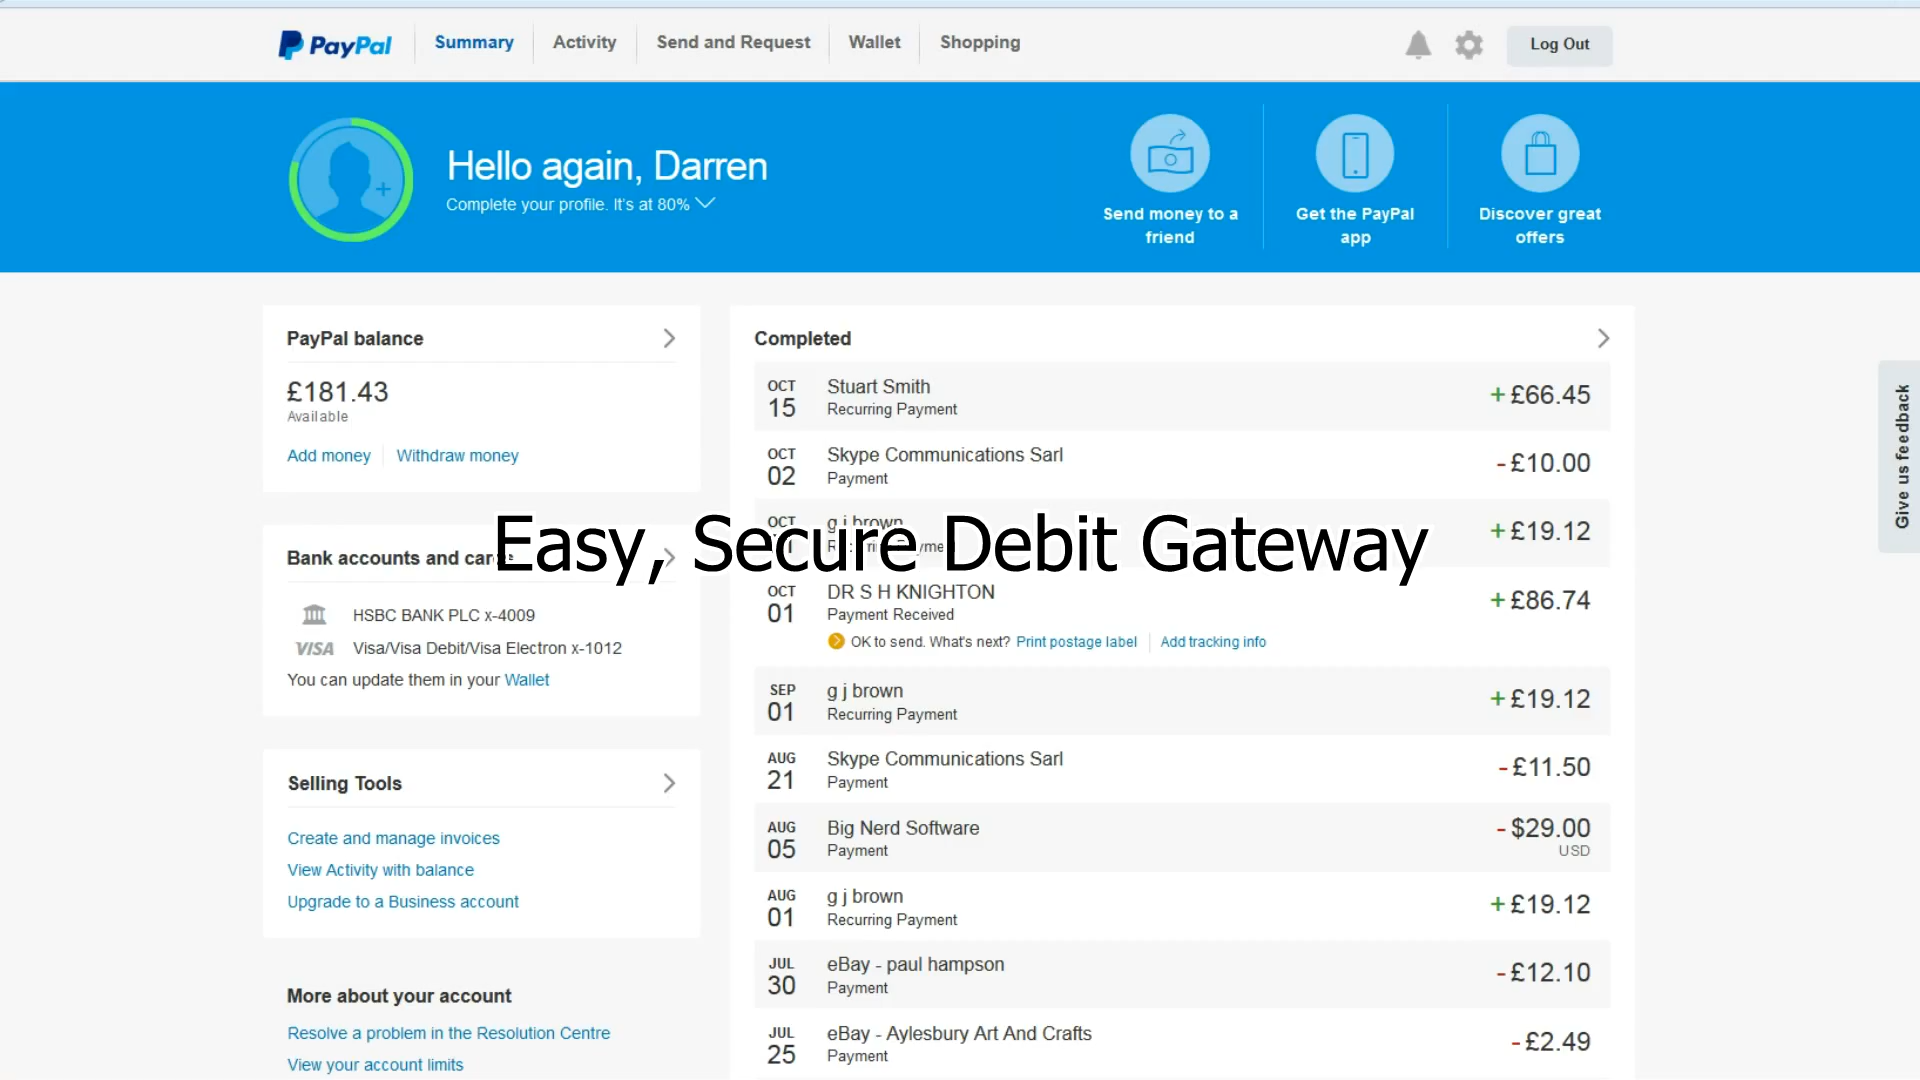 PayPal
Summary
Activity
Send and Request
Wallet
Shopping
Log Out
Hello again, Darren
Complete your profile. It's at 80%
Send money to a
friend
Get the PayPal
app
Discover great
offers
PayPal balance
£181.43
Available
Add money
Withdraw money
Bank accounts and
HSBC BANK PLC x-4009
VISA Visa/Visa Debit/Visa Electron x-1012
You can update them in your Wallet
Selling Tools
Create and manage invoices
View Activity with balance
Upgrade to a Business account
More about your account
Resolve a problem in the Resolution Centre
View your account limits
Completed
OCT 15 Stuart Smith + £66.45
Recurring Payment
OCT 02 Skype Communications Sarl - £10.00
Payment
OCT g j brown + £19.12
Easy, Secure Debit Gateway
OCT 01 DR S H KNIGHTON + £86.74
Payment Received
OK to send. What's next? Print postage label Add tracking info
SEP 01 g j brown + £19.12
Recurring Payment
AUG 21 Skype Communications Sarl - £11.50
Payment
AUG 05 Big Nerd Software - $29.00
Payment USD
AUG 01 g j brown + £19.12
Recurring Payment
JUL 30 eBay - paul hampson - £12.10
Payment
JUL 25 eBay - Aylesbury Art And Crafts - £2.49
Payment
Give us feedback